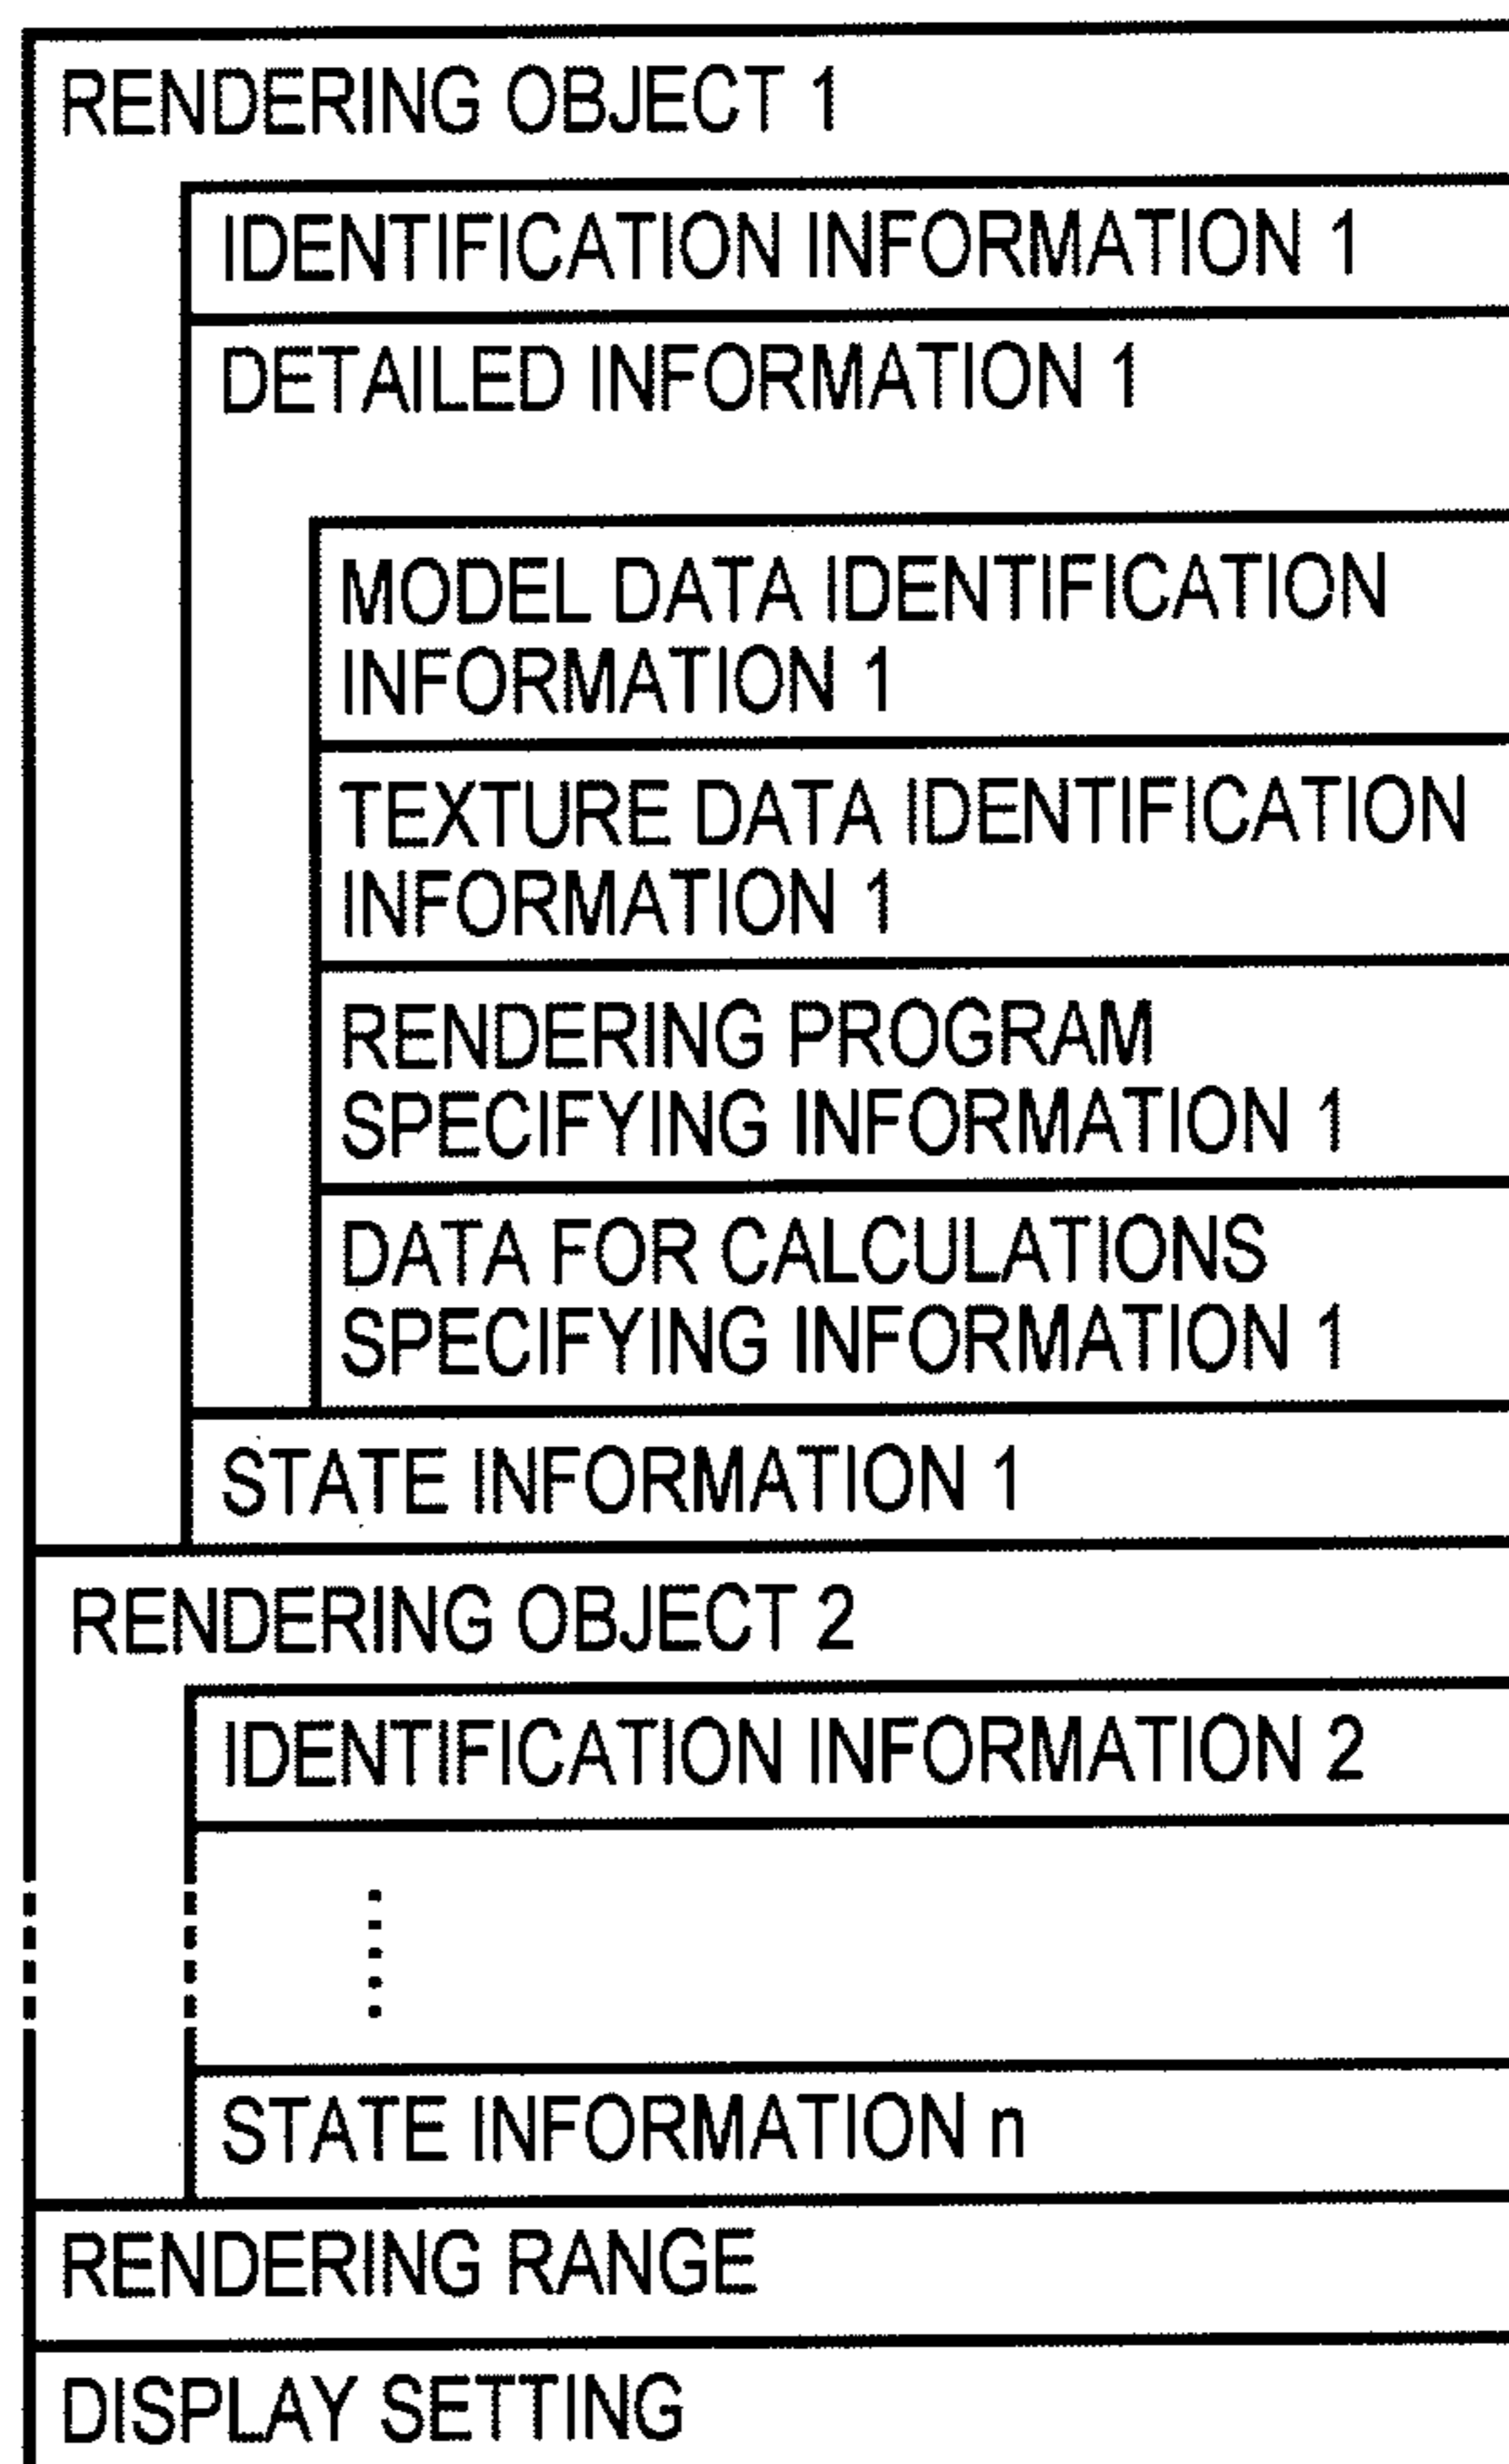 RENDERING OBJECT 1
IDENTIFICATION INFORMATION 1
DETAILED INFORMATION 1
MODEL DATA IDENTIFICATION
INFORMATION 1
TEXTURE DATA IDENTIFICATION
INFORMATION 1
RENDERING PROGRAM
SPECIFYING INFORMATION 1
DATA FOR CALCULATIONS
SPECIFYING INFORMATION 1
STATE INFORMATION 1
RENDERING OBJECT 2
IDENTIFICATION INFORMATION 2
STATE INFORMATION n
RENDERING RANGE
DISPLAY SETTING